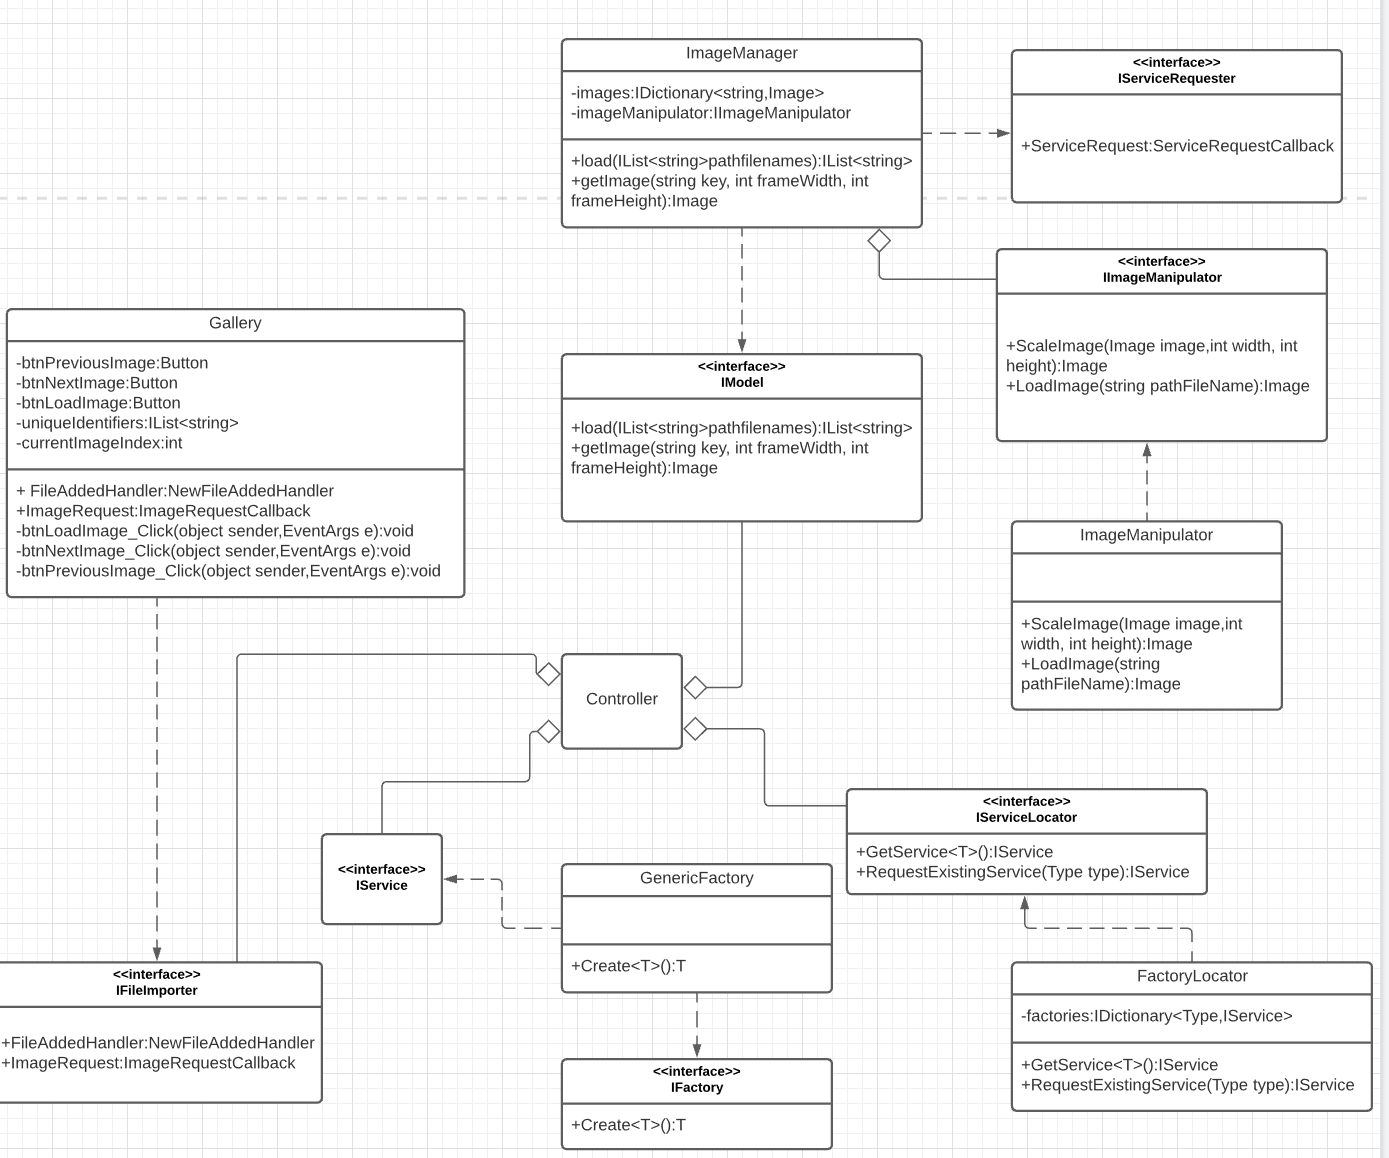 ImageManager
-images:IDictionary<string,Image>
-imageManipulator:IImageManipulator
+load(IList<string>pathfilenames):IList<string>
+getImage(string key, int frameWidth, int
frameHeight):Image
<<interface>>
IServiceRequester
+ServiceRequest:ServiceRequestCallback
<<interface>>
IImageManipulator
+ScaleImage(Image image,int width, int
height):Image
+LoadImage(string pathFileName):Image
Gallery
-btnPreviousImage:Button
-btnNextImage:Button
-btnLoadImage:Button
-uniqueIdentifiers:IList<string>
-currentImageIndex:int
+ FileAddedHandler:NewFileAddedHandler
+ImageRequest:ImageRequestCallback
-btnLoadImage_Click(object sender,EventArgs e):void
-btnNextImage_Click(object sender,EventArgs e):void
-btnPreviousImage_Click(object sender,EventArgs e):void
<<interface>>
IModel
+load(IList<string>pathfilenames):IList<string>
+getImage(string key, int frameWidth, int
frameHeight):Image
ImageManipulator
+ScaleImage(Image image,int
width, int height):Image
+LoadImage(string
pathFileName):Image
Controller
<<interface>>
IServiceLocator
+GetService<T>():IService
+RequestExistingService(Type type):IService
<<interface>>
IService
GenericFactory
+Create<T>():T
<<interface>>
IFileImporter
+FileAddedHandler:NewFileAddedHandler
+ImageRequest:ImageRequestCallback
FactoryLocator
-factories:IDictionary<Type,IService>
+GetService<T>():IService
+RequestExistingService(Type type):IService
<<interface>>
IFactory
+Create<T>():T